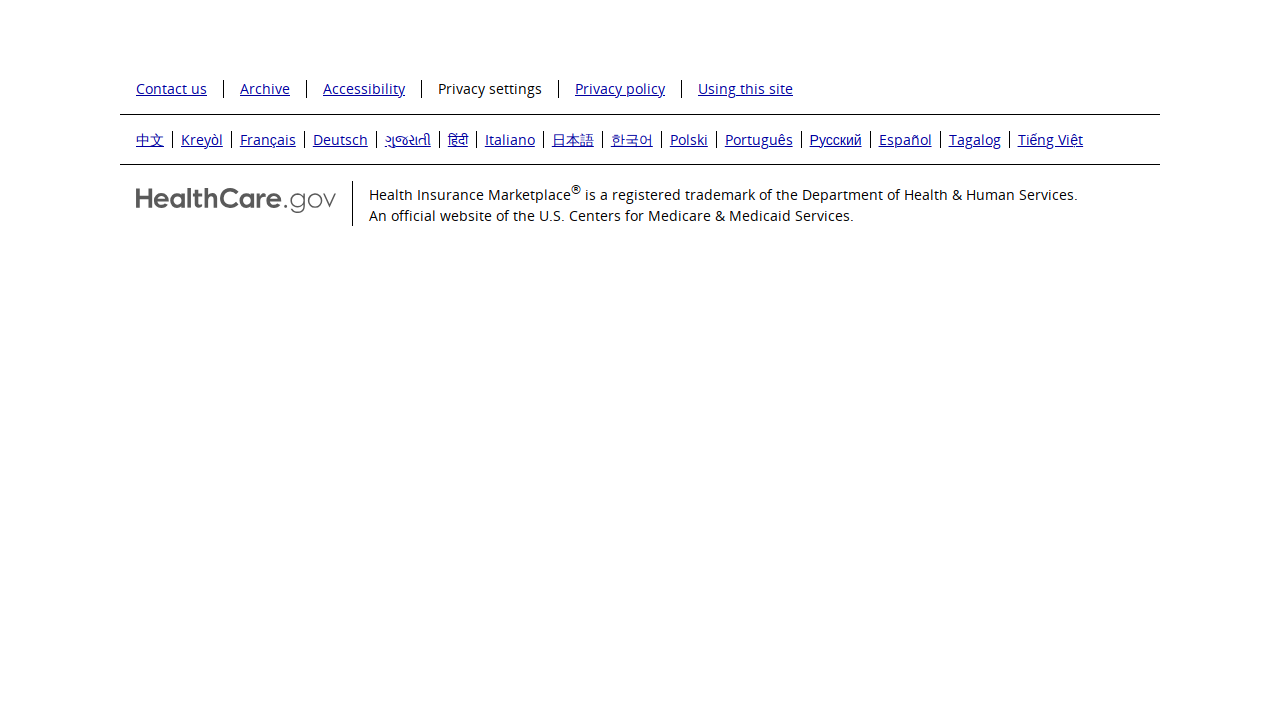 Contact us Archive Accessibility Privacy settings Privacy policy Using this site
中文 Kreyòl Français Deutsch ગુજરાતી हिंदी Italiano 日本語 한국어 Polski Português Русский Español Tagalog Tiếng Việt
HealthCare.gov
Health Insurance Marketplace® is a registered trademark of the Department of Health & Human Services.
An official website of the U.S. Centers for Medicare & Medicaid Services.